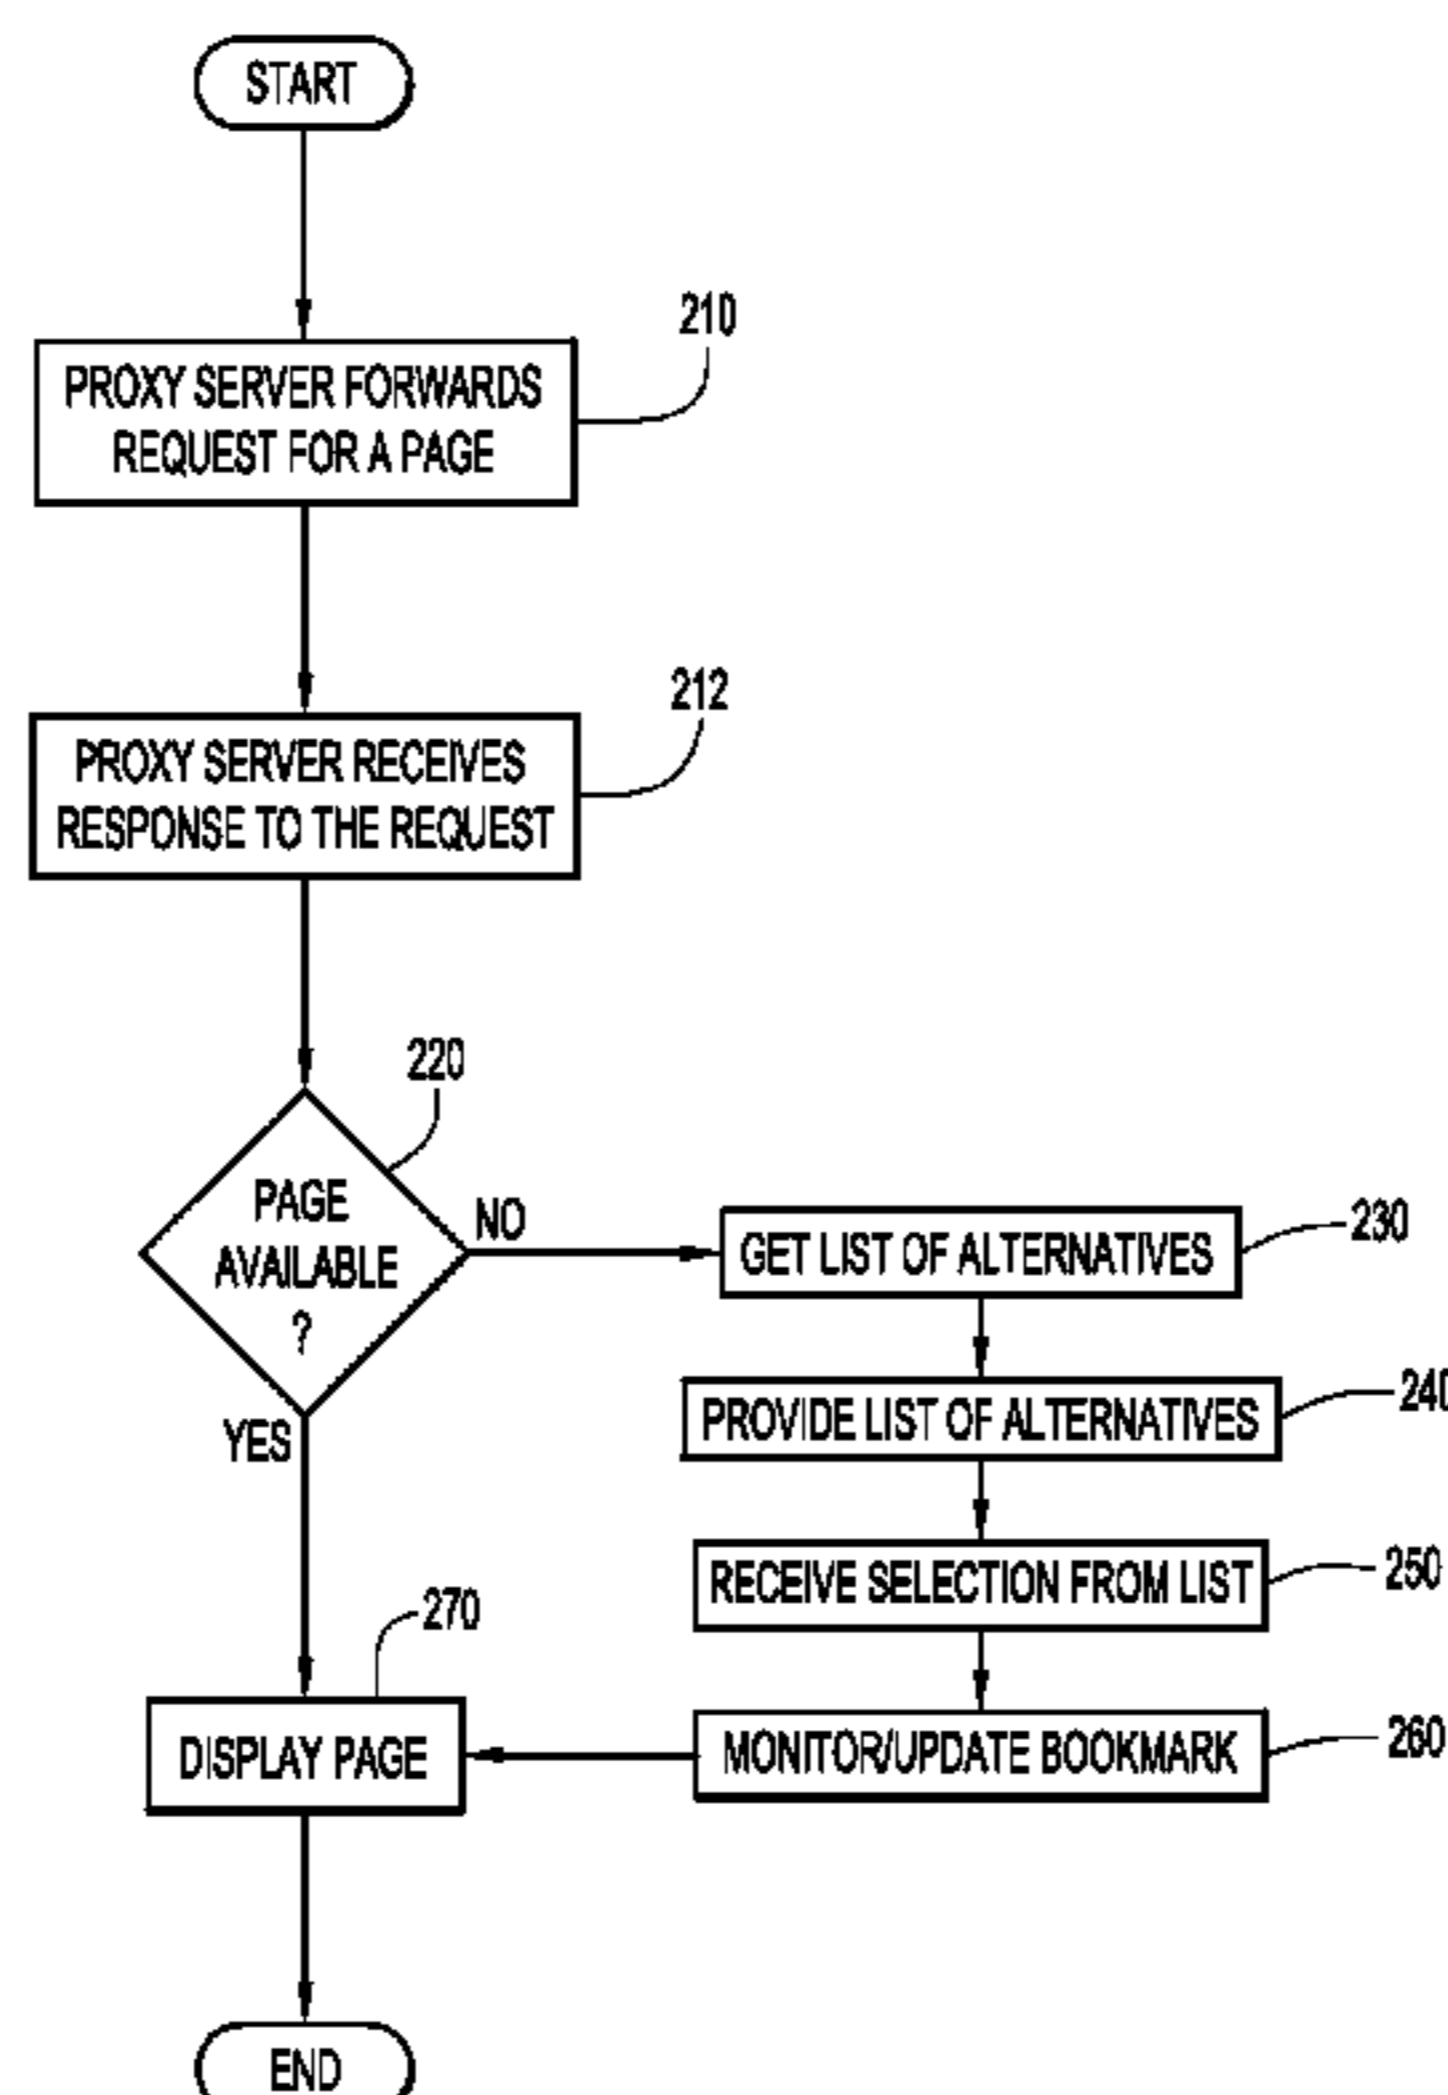 START
210
PROXY SERVER FORWARDS
REQUEST FOR A PAGE
212
PROXY SERVER RECEIVES
RESPONSE TO THE REQUEST
220
PAGE
AVAILABLE
?
NO
YES
GET LIST OF ALTERNATIVES
230
PROVIDE LIST OF ALTERNATIVES
240
RECEIVE SELECTION FROM LIST
250
MONITOR/UPDATE BOOKMARK
260
270
DISPLAY PAGE
END